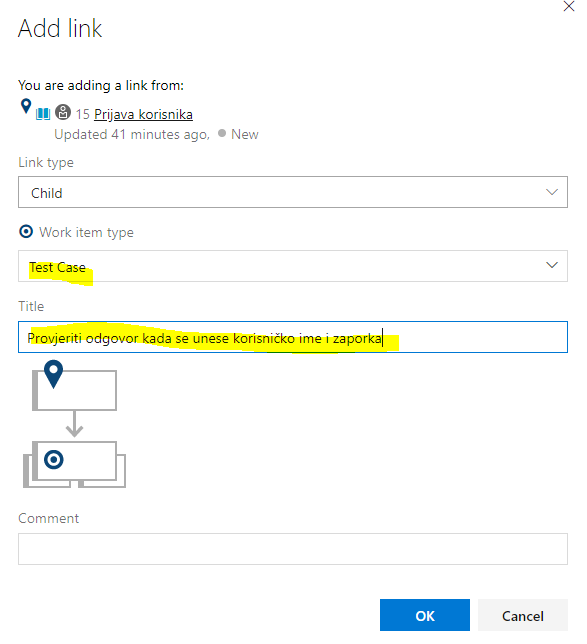 Add link
You are adding a link from:
15 Prijava korisnika
Updated 41 minutes ago, New
Link type
Child
Work item type
Test Case
Title
Provjeriti odgovor kada se unese korisničko ime i zaporka
Comment
OK Cancel